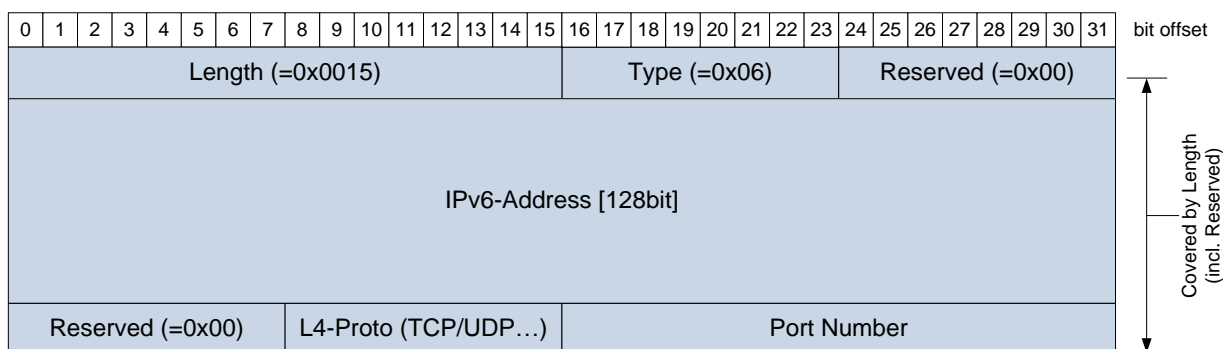 0 1 2 3 4 5 6 7 8 9 10 11 12 13 14 15 16 17 18 19 20 21 22 23 24 25 26 27 28 29 30 31 bit offset
Length (=0x0015) Type (=0x06) Reserved (=0x00)
IPv6-Address [128bit]
Covered by Length
(incl. Reserved)
Reserved (=0x00) L4-Proto (TCP/UDP…) Port Number